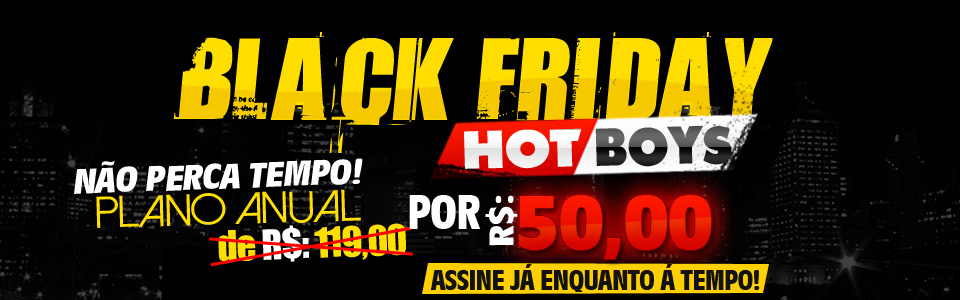 BLACK FRIDAY
HOT BOYS
NÃO PERCA TEMPO!
PLANO ANUAL
de R$: 119,00
POR R$: 50,00
ASSINE JÁ ENQUANTO Á TEMPO!